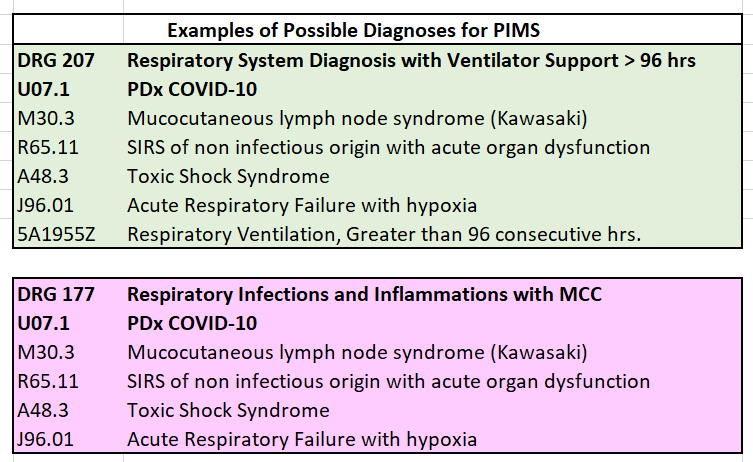 Examples of Possible Diagnoses for PIMS
DRG 207 Respiratory System Diagnosis with Ventilator Support > 96 hrs
U07.1 PDx COVID-10
M30.3 Mucocutaneous lymph node syndrome (Kawasaki)
R65.11 SIRS of non infectious origin with acute organ dysfunction
A48.3 Toxic Shock Syndrome
J96.01 Acute Respiratory Failure with hypoxia
5A1955Z Respiratory Ventilation, Greater than 96 consecutive hrs.
DRG 177 Respiratory Infections and Inflammations with MCC
U07.1 PDx COVID-10
M30.3 Mucocutaneous lymph node syndrome (Kawasaki)
R65.11 SIRS of non infectious origin with acute organ dysfunction
A48.3 Toxic Shock Syndrome
J96.01 Acute Respiratory Failure with hypoxia